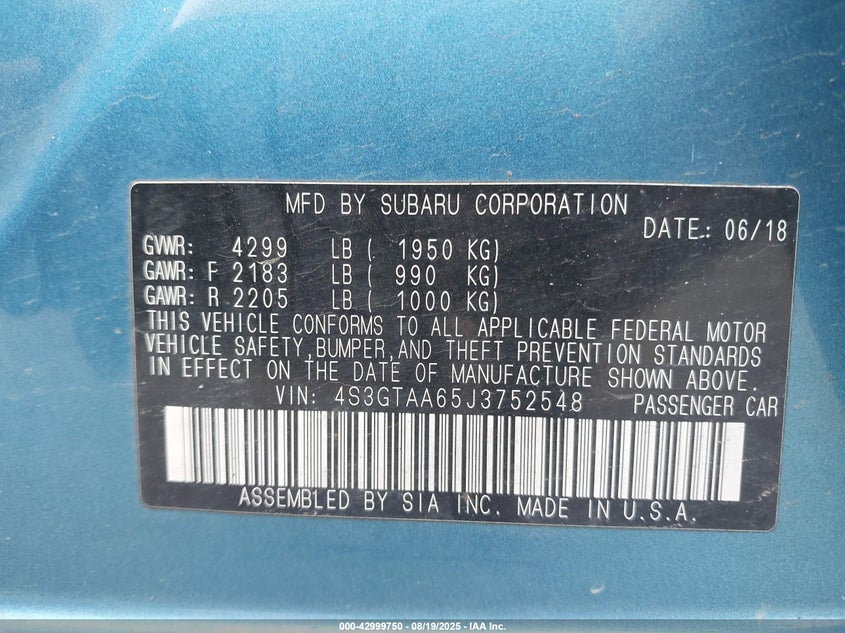 MFD BY SUBARU CORPORATION
DATE: 06/18
GVWR: 4299 LB ( 1950 KG)
GAWR: F 2183 LB ( 990 KG)
GAWR: R 2205 LB ( 1000 KG)
THIS VEHICLE CONFORMS TO ALL APPLICABLE FEDERAL MOTOR
VEHICLE SAFETY,BUMPER,AND THEFT PREVENTION STANDARDS
IN EFFECT ON THE DATE OF MANUFACTURE SHOWN ABOVE.
VIN: 4S3GTAA65J3752548 PASSENGER CAR
ASSEMBLED BY SIA INC. MADE IN U.S.A.
000-42999750 - 08/19/2025 - IAA Inc.